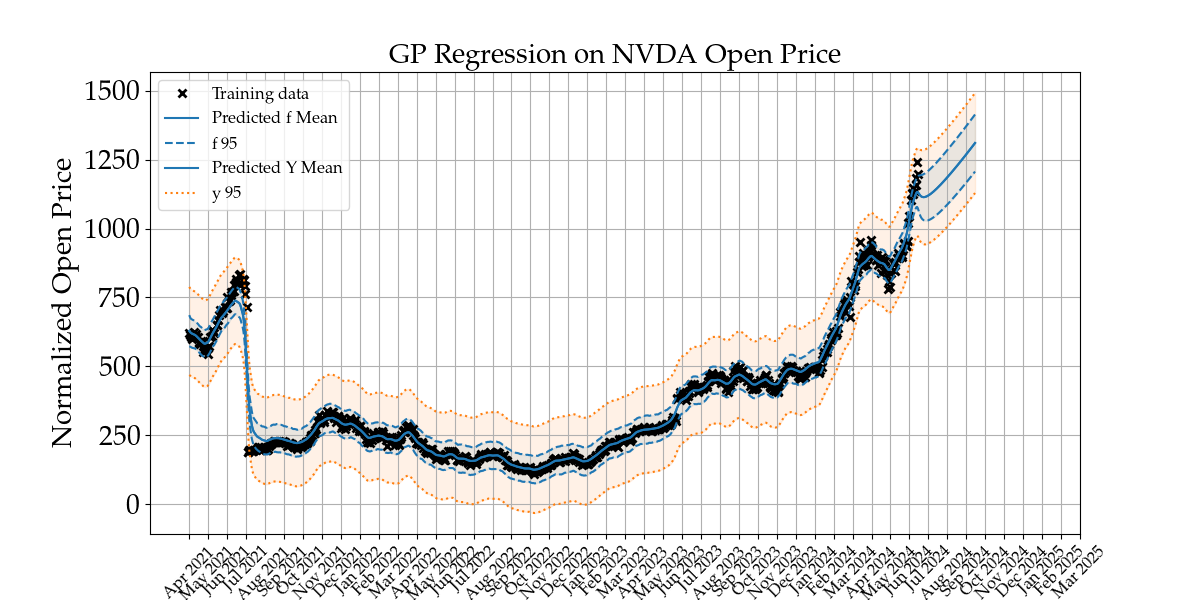 GP Regression on NVDA Open Price
Training data
Predicted f Mean
f 95
Predicted Y Mean
y 95
Normalized Open Price
1500
1250
1000
750
500
250
0
Apr 2021
May 2021
Jun 2021
Jul 2021
Aug 2021
Sep 2021
Oct 2021
Nov 2021
Dec 2021
Jan 2022
Feb 2022
Mar 2022
Apr 2022
May 2022
Jun 2022
Jul 2022
Aug 2022
Sep 2022
Oct 2022
Nov 2022
Dec 2022
Jan 2023
Feb 2023
Mar 2023
Apr 2023
May 2023
Jun 2023
Jul 2023
Aug 2023
Sep 2023
Oct 2023
Nov 2023
Dec 2023
Jan 2024
Feb 2024
Mar 2024
Apr 2024
May 2024
Jun 2024
Jul 2024
Aug 2024
Sep 2024
Oct 2024
Nov 2024
Dec 2024
Jan 2025
Feb 2025
Mar 2025